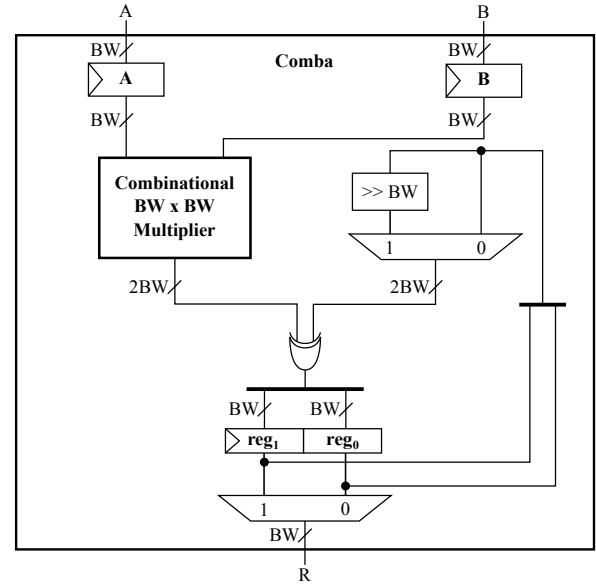 A B
BW BW
Comba
A B
BW BW
Combinational
BW x BW
Multiplier
>> BW
1 0
2BW 2BW
BW BW
reg1 reg0
1 0
BW
R